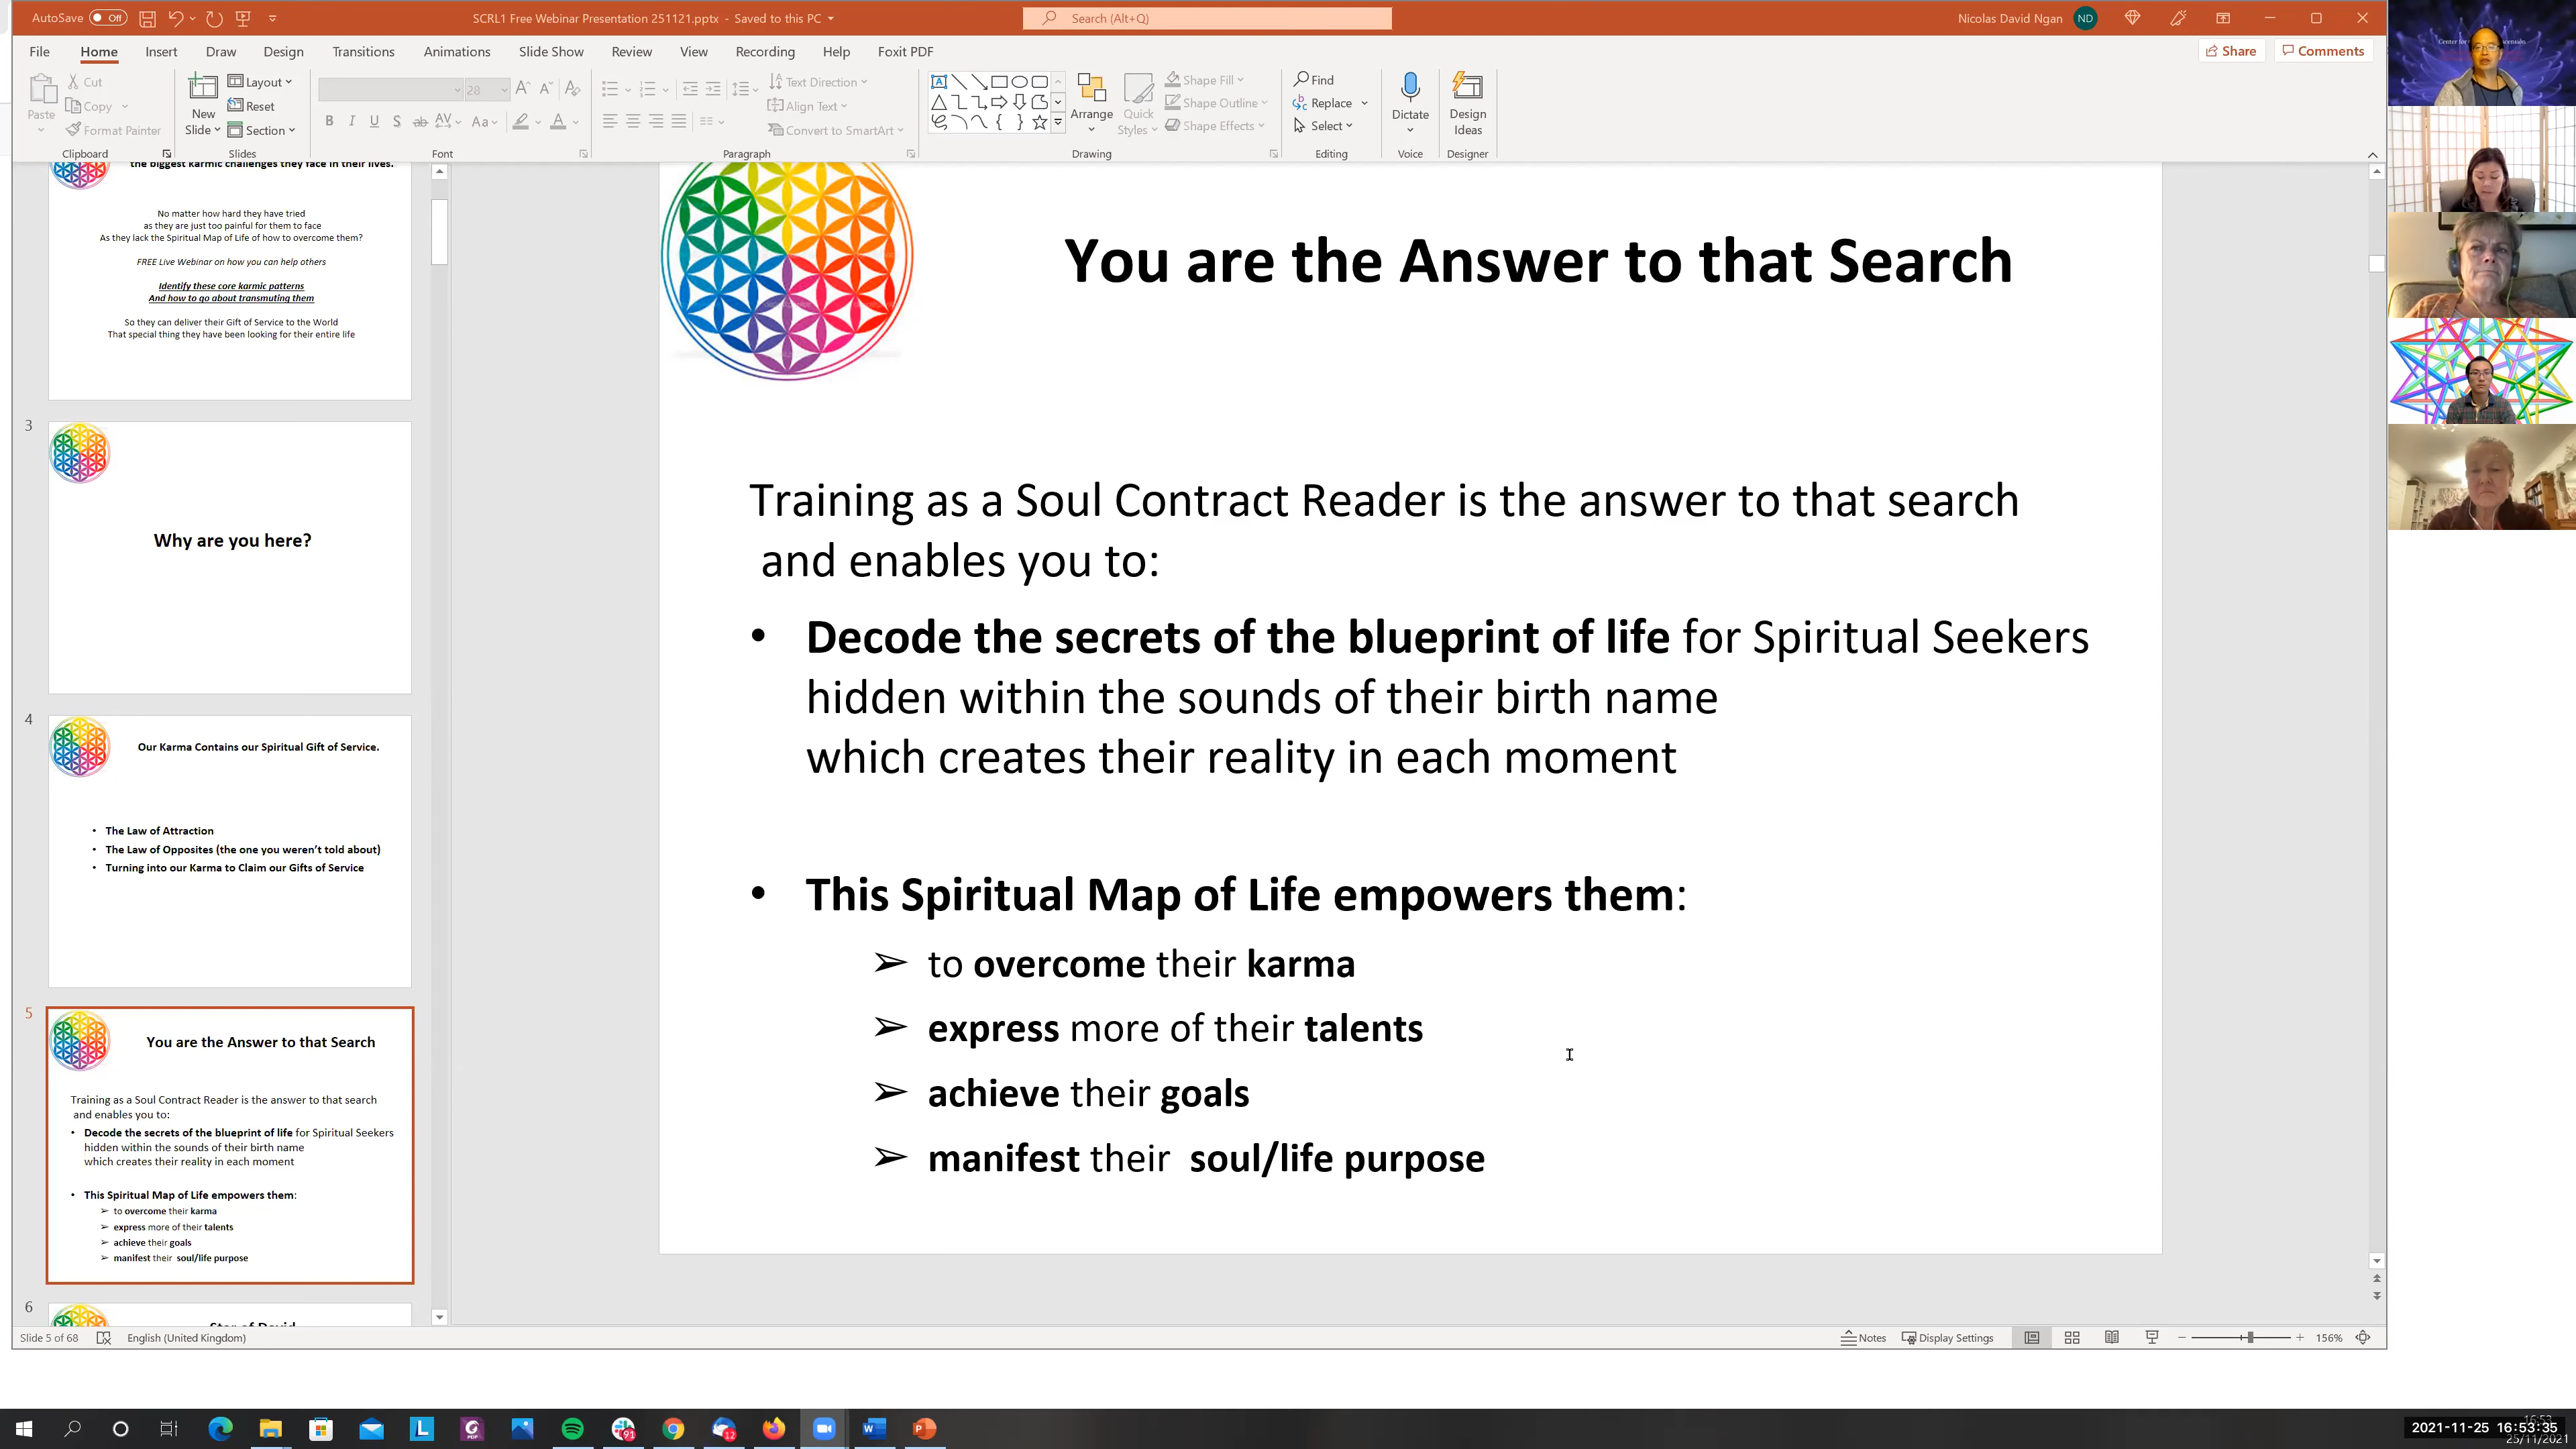 AutoSave Off SCRL1 Free Webinar Presentation 251121.pptx - Saved to this PC Search (Alt+Q) Nicolas David Ngan ND
File Home Insert Draw Design Transitions Animations Slide Show Review View Recording Help Foxit PDF Share Comments
Paste Cut Copy Format Painter
Clipboard
New Slide Layout Reset Section
Slides
28
B I U S ab AV Aa A
Font
Text Direction
Align Text
Convert to SmartArt
Paragraph
Arrange Quick Styles Shape Fill Shape Outline Shape Effects
Drawing
Find
Replace
Select
Editing
Dictate
Voice
Design Ideas
Designer
the biggest karmic challenges they face in their lives.
No matter how hard they have tried
as they are just too painful for them to face
As they lack the Spiritual Map of Life of how to overcome them?
FREE Live Webinar on how you can help others
Identify these core karmic patterns
And how to go about transmuting them
So they can deliver their Gift of Service to the World
That special thing they have been looking for their entire life
3
Why are you here?
4
Our Karma Contains our Spiritual Gift of Service.
• The Law of Attraction
• The Law of Opposites (the one you weren't told about)
• Turning into our Karma to Claim our Gifts of Service
5
You are the Answer to that Search
Training as a Soul Contract Reader is the answer to that search
and enables you to:
• Decode the secrets of the blueprint of life for Spiritual Seekers
hidden within the sounds of their birth name
which creates their reality in each moment
• This Spiritual Map of Life empowers them:
➢ to overcome their karma
➢ express more of their talents
➢ achieve their goals
➢ manifest their soul/life purpose
6
Star of David
You are the Answer to that Search
Training as a Soul Contract Reader is the answer to that search
and enables you to:
• Decode the secrets of the blueprint of life for Spiritual Seekers
hidden within the sounds of their birth name
which creates their reality in each moment
• This Spiritual Map of Life empowers them:
➢ to overcome their karma
➢ express more of their talents
➢ achieve their goals
➢ manifest their soul/life purpose
Slide 5 of 68 English (United Kingdom) Notes Display Settings 156%
91
12
2021-11-25 16:53:35
25/11/2021